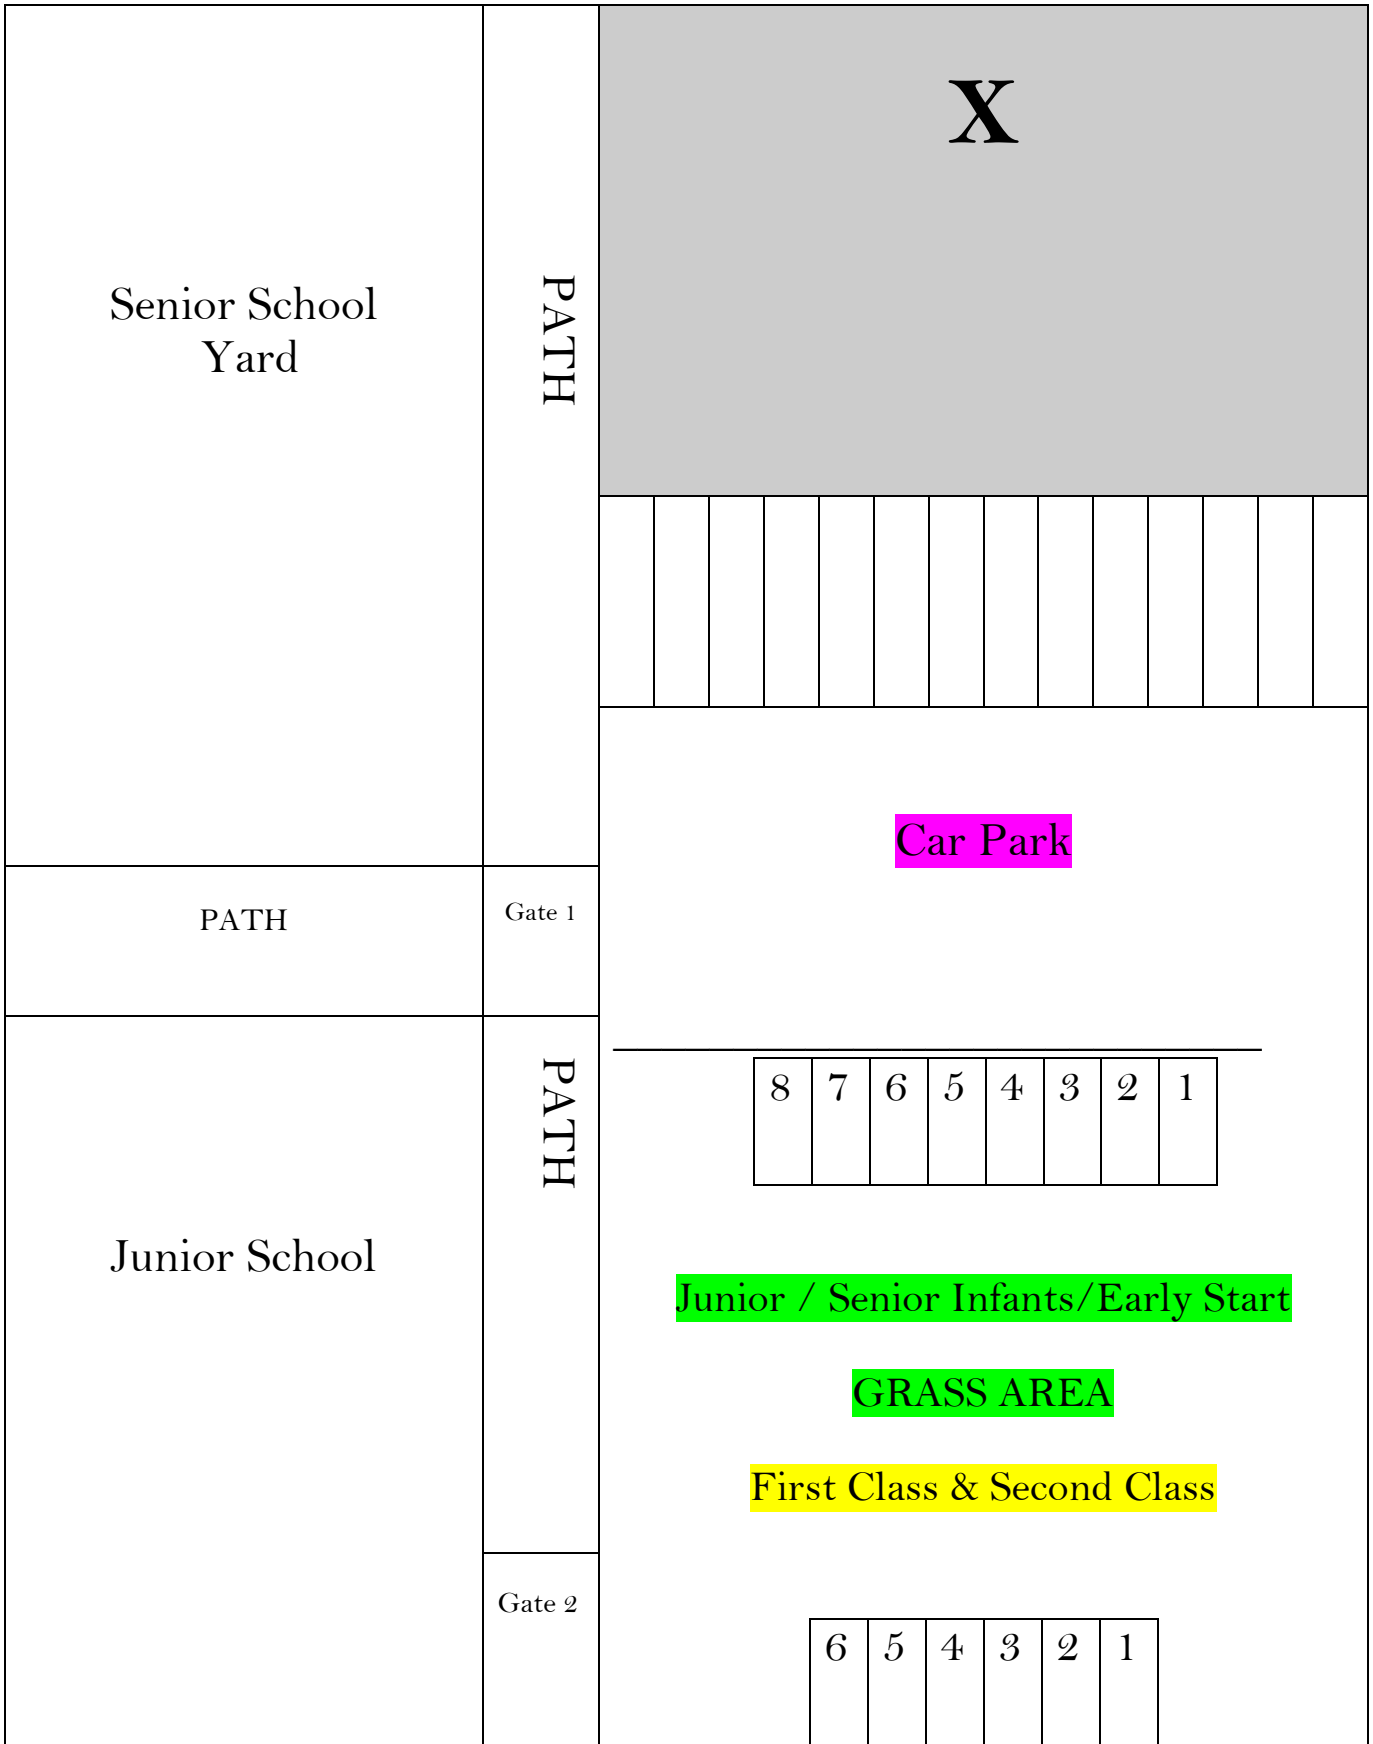 X
Senior School
Yard
PATH
Car Park
PATH
Gate 1
8 7 6 5 4 3 2 1
PATH
Junior School
Junior / Senior Infants/Early Start
GRASS AREA
First Class & Second Class
Gate 2
6 5 4 3 2 1